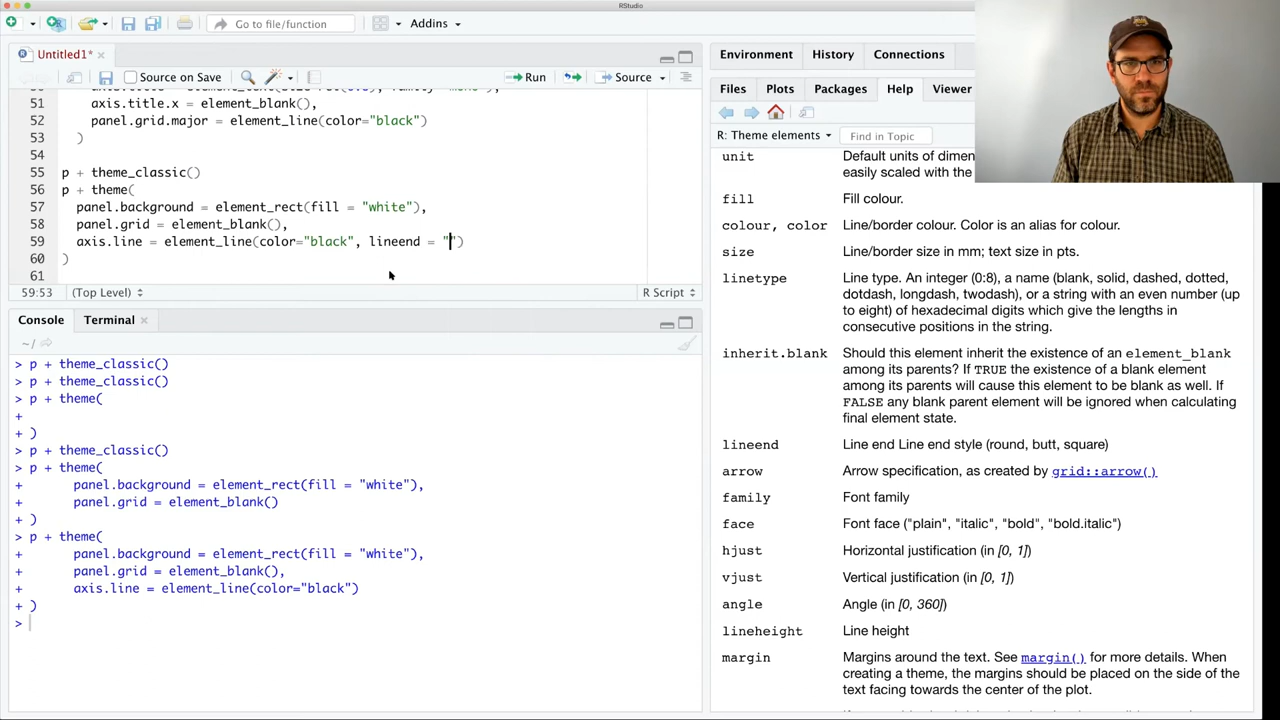 RStudio
Go to file/function
Addins
Untitled1*
Source on Save
Run
Source
51 axis.title.x = element_blank(),
52 panel.grid.major = element_line(color="black")
53 )
54
55 p + theme_classic()
56 p + theme(
57 panel.background = element_rect(fill = "white"),
58 panel.grid = element_blank(),
59 axis.line = element_line(color="black", lineend = "")
60 )
61
59:53 (Top Level) R Script
Console Terminal
~/
> p + theme_classic()
> p + theme_classic()
> p + theme(
+
+ )
> p + theme_classic()
> p + theme(
+ panel.background = element_rect(fill = "white"),
+ panel.grid = element_blank()
+ )
> p + theme(
+ panel.background = element_rect(fill = "white"),
+ panel.grid = element_blank(),
+ axis.line = element_line(color="black")
+ )
>
Environment History Connections
Files Plots Packages Help Viewer
R: Theme elements Find in Topic
unit Default units of
easily scaled with the
fill Fill colour.
colour, color Line/border colour. Color is an alias for colour.
size Line/border size in mm; text size in pts.
linetype Line type. An integer (0:8), a name (blank, solid, dashed, dotted,
dotdash, longdash, twodash), or a string with an even number (up
to eight) of hexadecimal digits which give the lengths in
consecutive positions in the string.
inherit.blank Should this element inherit the existence of an element_blank
among its parents? If TRUE the existence of a blank element
among its parents will cause this element to be blank as well. If
FALSE any blank parent element will be ignored when calculating
final element state.
lineend Line end Line end style (round, butt, square)
arrow Arrow specification, as created by grid::arrow()
family Font family
face Font face ("plain", "italic", "bold", "bold.italic")
hjust Horizontal justification (in [0, 1])
vjust Vertical justification (in [0, 1])
angle Angle (in [0, 360])
lineheight Line height
margin Margins around the text. See margin() for more details. When
creating a theme, the margins should be placed on the side of the
text facing towards the center of the plot.